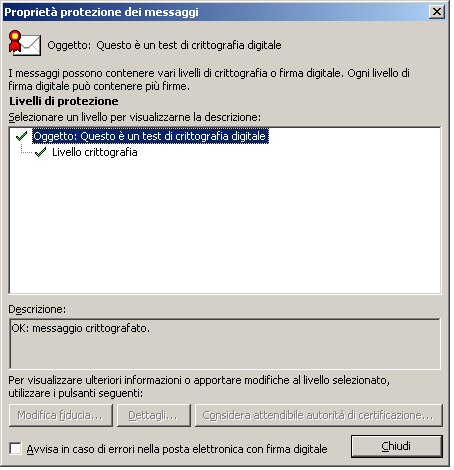 Proprietà protezione dei messaggi
Oggetto: Questo è un test di crittografia digitale
I messaggi possono contenere vari livelli di crittografia o firma digitale. Ogni livello di
firma digitale può contenere più firme.
Livelli di protezione
Selezionare un livello per visualizzarne la descrizione:
Oggetto: Questo è un test di crittografia digitale
Livello crittografia
Descrizione:
OK: messaggio crittografato.
Per visualizzare ulteriori informazioni o apportare modifiche al livello selezionato,
utilizzare i pulsanti seguenti:
Modifica fiducia... Dettagli... Considera attendibile autorità di certificazione...
Avvisa in caso di errori nella posta elettronica con firma digitale
Chiudi